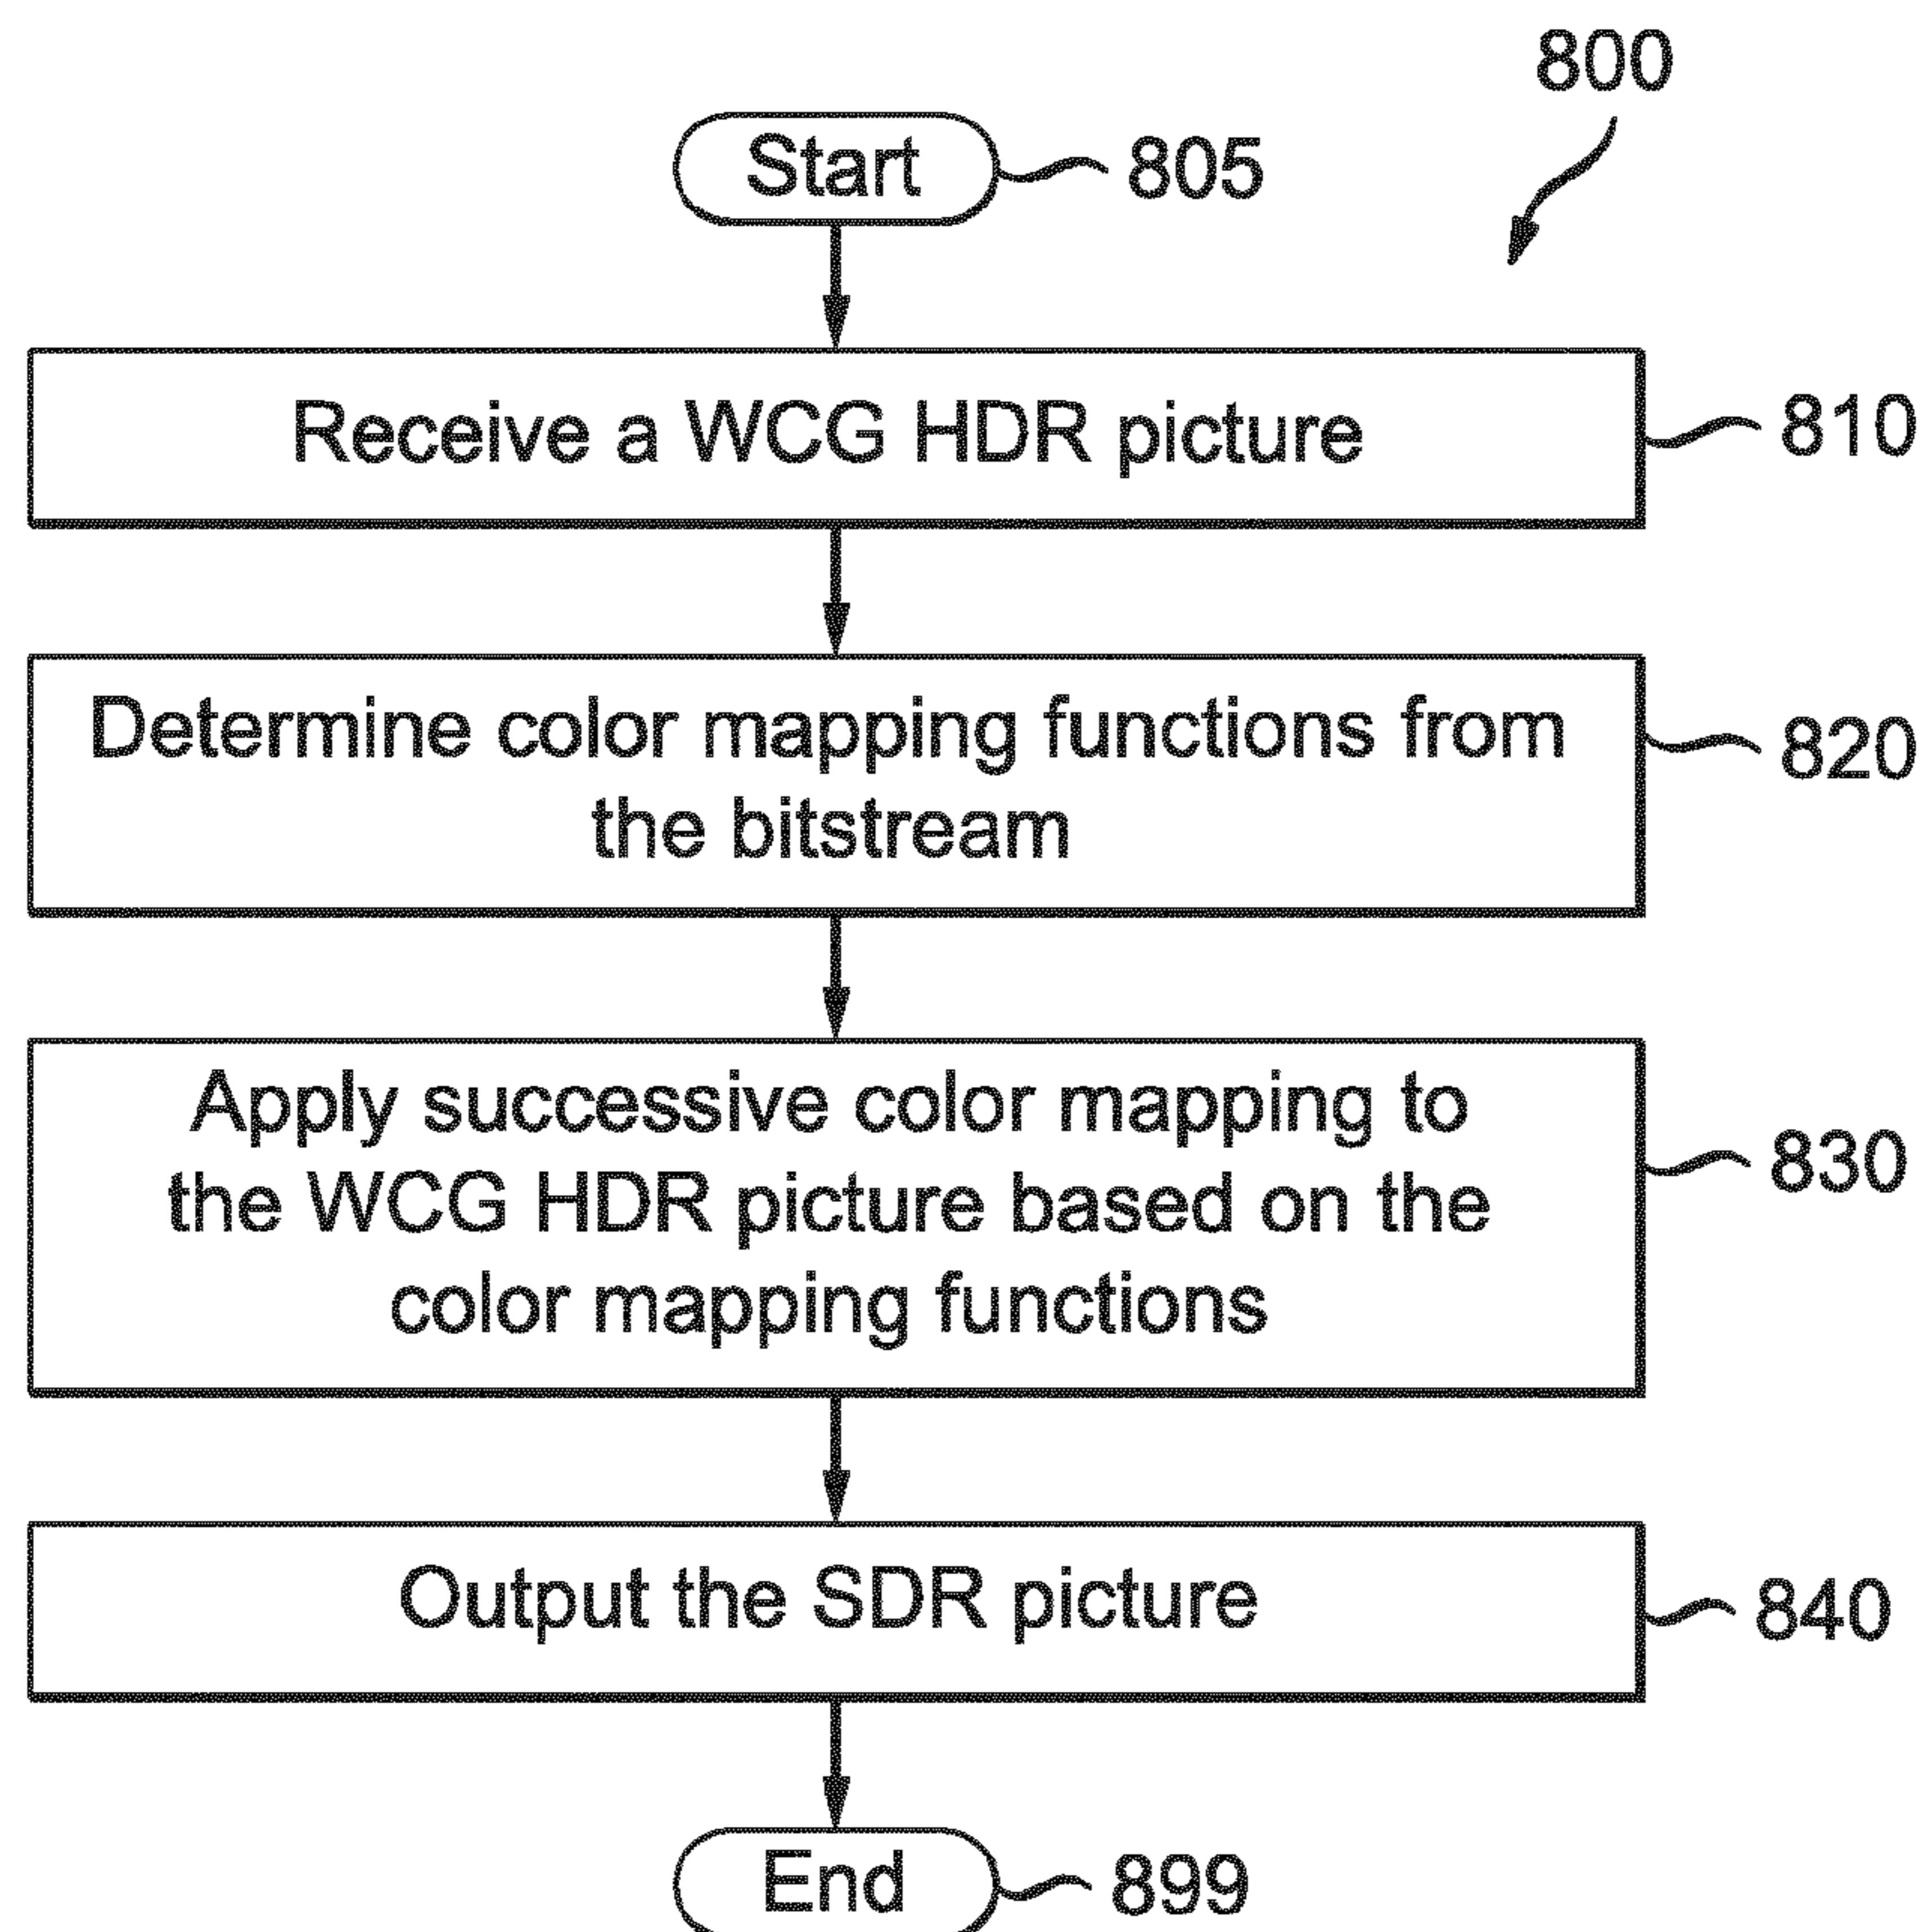 800
Start 805
Receive a WCG HDR picture 810
Determine color mapping functions from
the bitstream
820
Apply successive color mapping to
the WCG HDR picture based on the
color mapping functions
830
Output the SDR picture 840
End 899